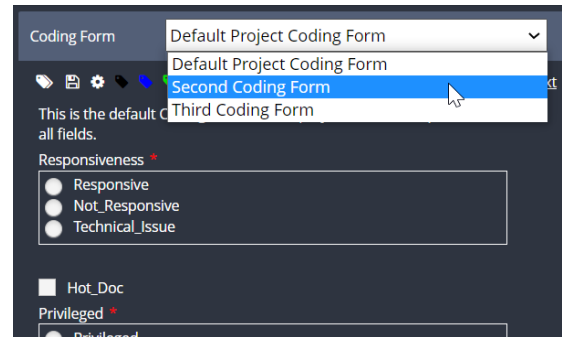 Coding Form
Default Project Coding Form
Default Project Coding Form
Second Coding Form
Third Coding Form
This is the default
all fields.
Responsiveness *
Responsive
Not_Responsive
Technical_Issue
Hot_Doc
Privileged *
Privileged